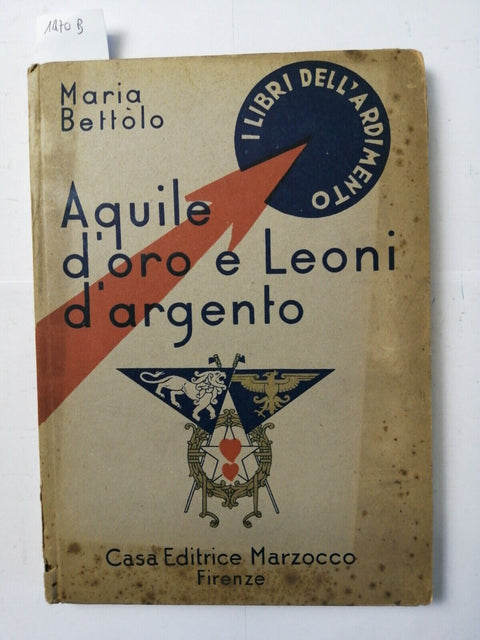 1470 B
Maria
Bettòlo
I LIBRI DELL'ARDIMENTO
Aquile
d'oro e Leoni
d'argento
Casa Editrice Marzocco
Firenze